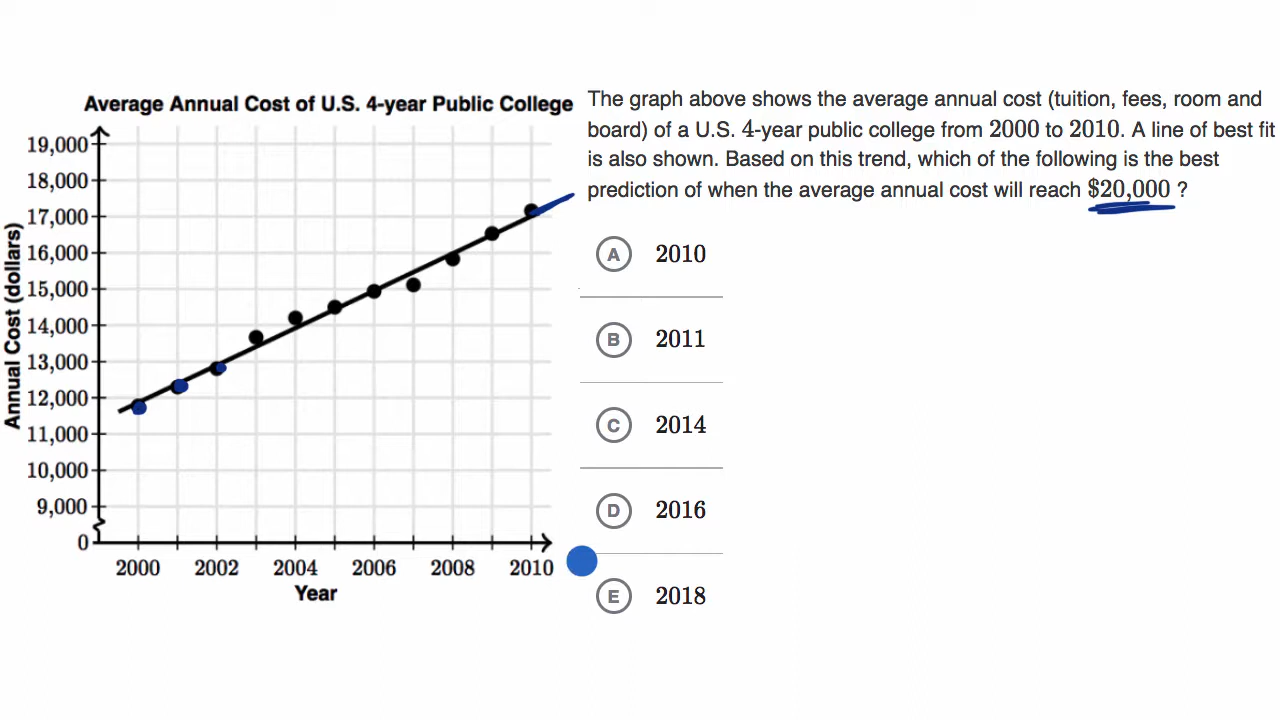 Average Annual Cost of U.S. 4-year Public College
19,000
18,000
17,000
16,000
15,000
14,000
13,000
12,000
11,000
10,000
9,000
0
Annual Cost (dollars)
2000 2002 2004 2006 2008 2010
Year
The graph above shows the average annual cost (tuition, fees, room and
board) of a U.S. 4-year public college from 2000 to 2010. A line of best fit
is also shown. Based on this trend, which of the following is the best
prediction of when the average annual cost will reach $20,000 ?
A 2010
B 2011
C 2014
D 2016
E 2018